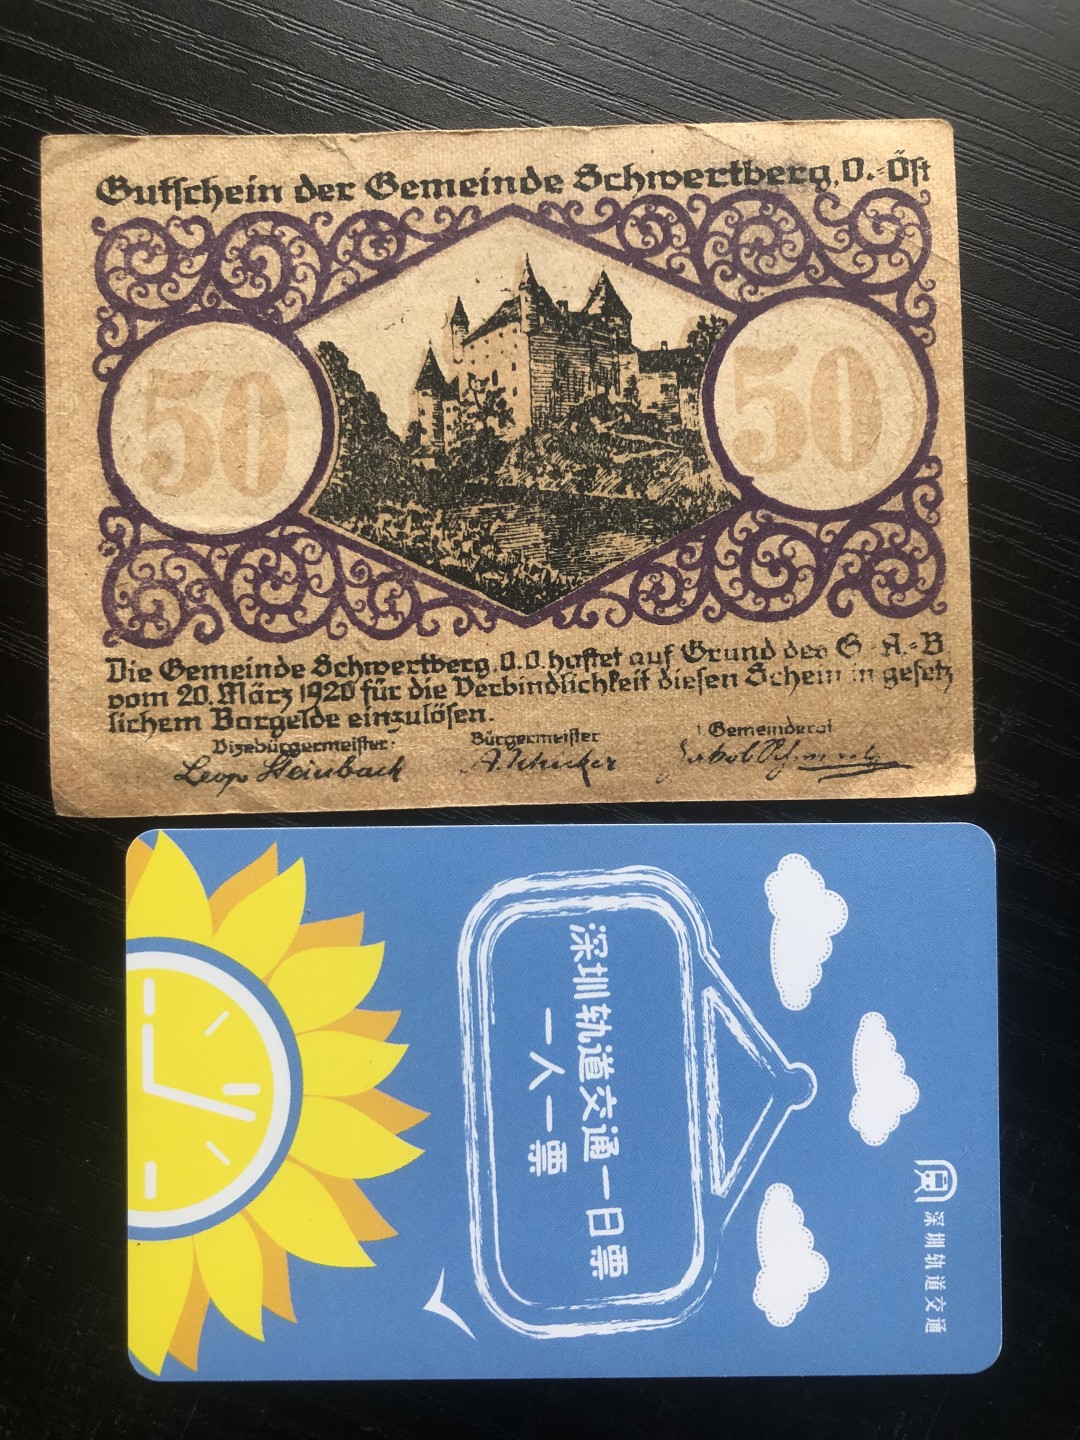 Gutschein der Gemeinde Schwertberg, O.-Öst
50
50
Die Gemeinde Schwertberg, O.Ö. haftet auf Grund des G.-A.-B.
vom 20. März 1920 für die Verbindlichkeit diesen Schein in gesetz
lichem Bargelde einzulösen.
Vizebürgermeister:
Bürgermeister
Gemeinderat
Leop Steinbach
深圳轨道交通一日票
一人一票
深圳轨道交通